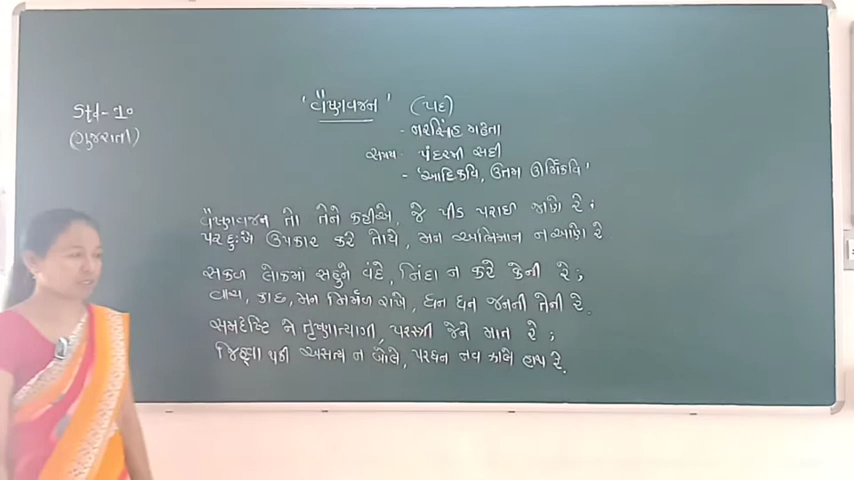 Std-10
(ગુજરાતી)
'વૈષ્ણવજન' (પદ)
- નરસિંહ મહેતા
સમય - પંદરમી સદી
- 'આદિકવિ, ઉત્તમ ઊર્મિકવિ'
વૈષ્ણવજન તો તેને કહીએ, જે પીડ પરાઈ જાણે રે;
પરદુઃખે ઉપકાર કરે તોયે, મન અભિમાન ન આણે રે
સકળ લોકમાં સહુને વંદે, નિંદા ન કરે કેની રે;
વાચ, કાછ, મન નિર્મળ રાખે, ધન ધન જનની તેની રે.
સમદૃષ્ટિ ને તૃષ્ણાત્યાગી, પરસ્ત્રી જેને માત રે;
જિહ્વા થકી અસત્ય ન બોલે, પરધન નવ ઝાલે હાથ રે.